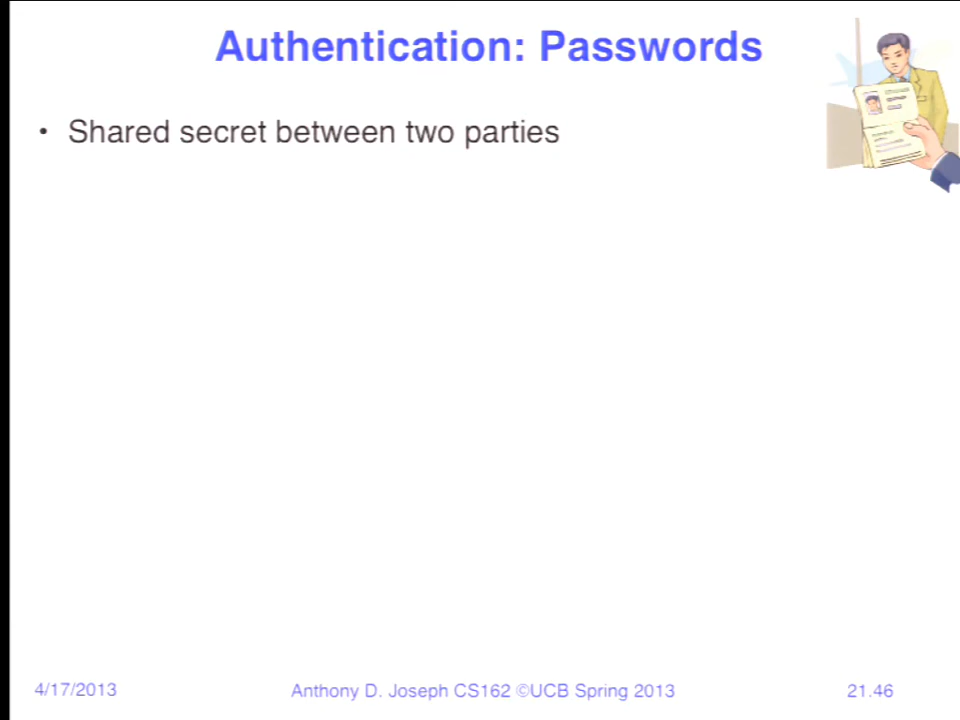 Authentication: Passwords
• Shared secret between two parties
4/17/2013
Anthony D. Joseph CS162 ©UCB Spring 2013
21.46